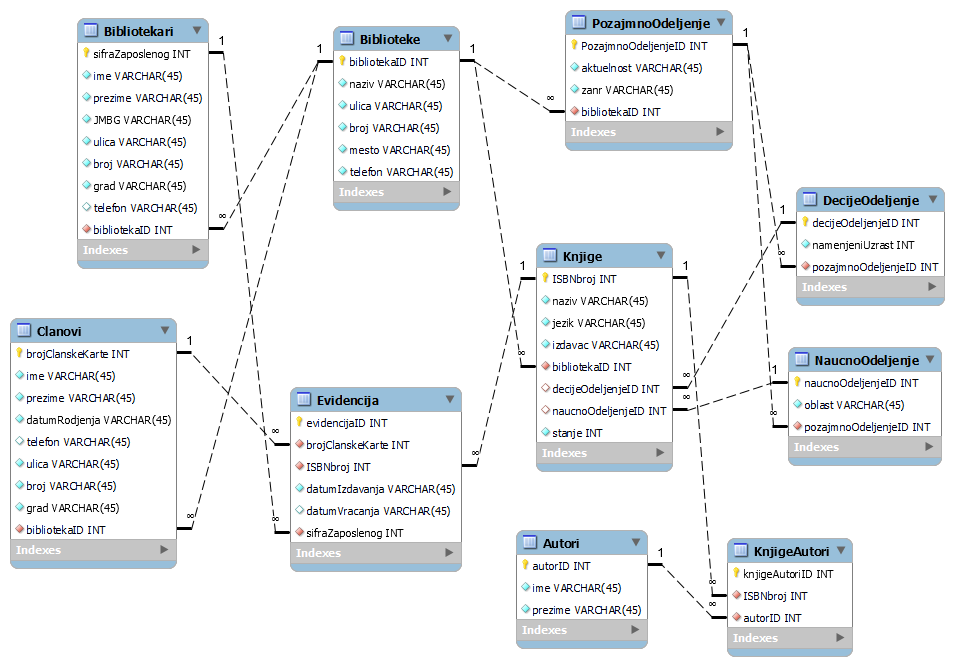 Bibliotekari
sifraZaposlenog INT
ime VARCHAR(45)
prezime VARCHAR(45)
JMBG VARCHAR(45)
ulica VARCHAR(45)
broj VARCHAR(45)
grad VARCHAR(45)
telefon VARCHAR(45)
bibliotekaID INT
Indexes
1
∞
Biblioteke
bibliotekaID INT
naziv VARCHAR(45)
ulica VARCHAR(45)
broj VARCHAR(45)
mesto VARCHAR(45)
telefon VARCHAR(45)
Indexes
1
1
PozajmnoOdeljenje
PozajmnoOdeljenjeID INT
aktuelnost VARCHAR(45)
zanr VARCHAR(45)
bibliotekaID INT
Indexes
1
∞
DecijeOdeljenje
decijeOdeljenjeID INT
namenjeniUzrast INT
pozajmnoOdeljenjeID INT
Indexes
1
∞
Knjige
ISBNbroj INT
naziv VARCHAR(45)
jezik VARCHAR(45)
izdavac VARCHAR(45)
bibliotekaID INT
decijeOdeljenjeID INT
naucnoOdeljenjeID INT
stanje INT
Indexes
1
1
∞
∞
∞
NaucnoOdeljenje
naucnoOdeljenjeID INT
oblast VARCHAR(45)
pozajmnoOdeljenjeID INT
Indexes
1
∞
Clanovi
brojClanskeKarte INT
ime VARCHAR(45)
prezime VARCHAR(45)
datumRodjenja VARCHAR(45)
telefon VARCHAR(45)
ulica VARCHAR(45)
broj VARCHAR(45)
grad VARCHAR(45)
bibliotekaID INT
Indexes
1
∞
Evidencija
evidencijaID INT
brojClanskeKarte INT
ISBNbroj INT
datumIzdavanja VARCHAR(45)
datumVracanja VARCHAR(45)
sifraZaposlenog INT
Indexes
∞
∞
∞
Autori
autorID INT
ime VARCHAR(45)
prezime VARCHAR(45)
Indexes
1
KnjigeAutori
knjigeAutoriID INT
ISBNbroj INT
autorID INT
Indexes
∞
∞